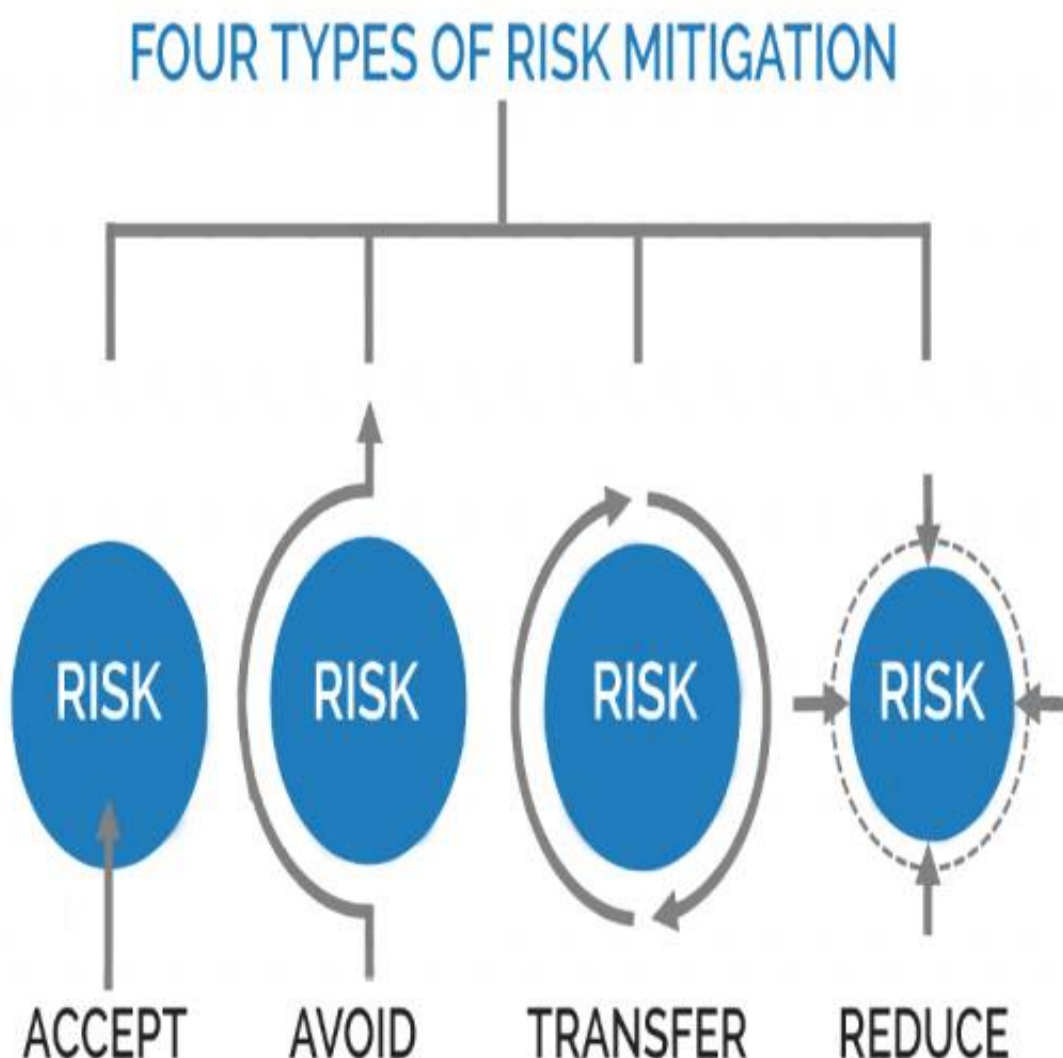 FOUR TYPES OF RISK MITIGATION
RISK
RISK
RISK
RISK
ACCEPT
AVOID
TRANSFER
REDUCE